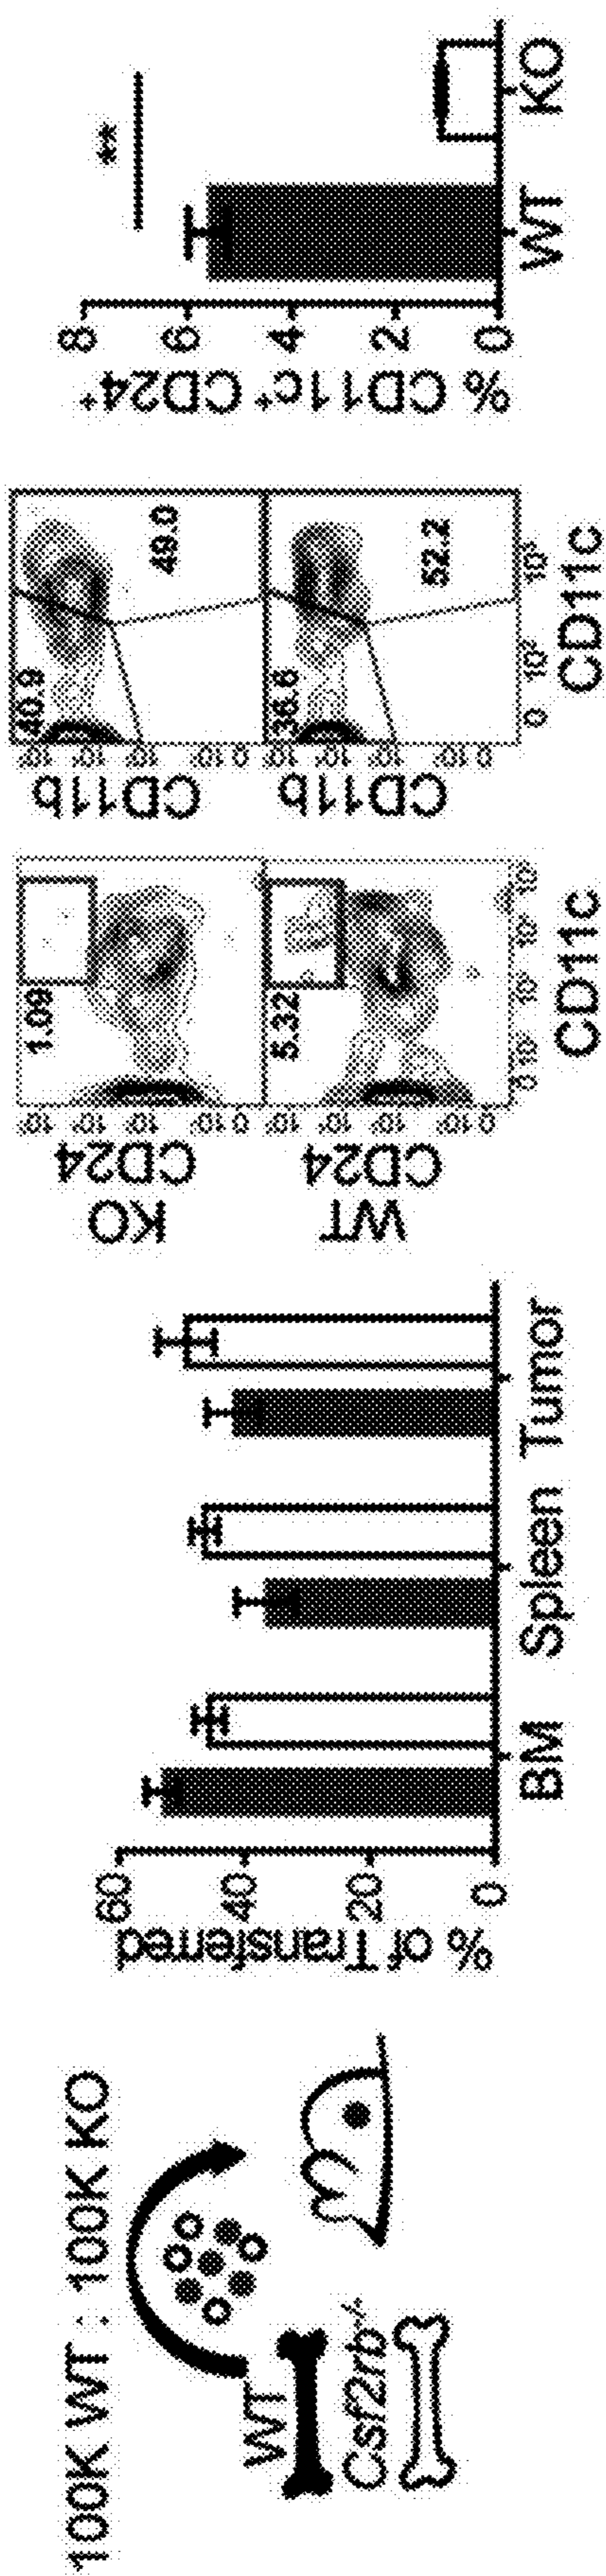 100K WT : 100K KO
WT
Csf2rb-/-
% of Transferred
60
40
20
0
BM Spleen Tumor
KO
CD24
1.09
WT
CD24
5.32
CD11c
CD11b
40.9
49.0
CD11b
36.6
52.2
CD11c
% CD11c+ CD24+
8
6
4
2
0
**
WT KO